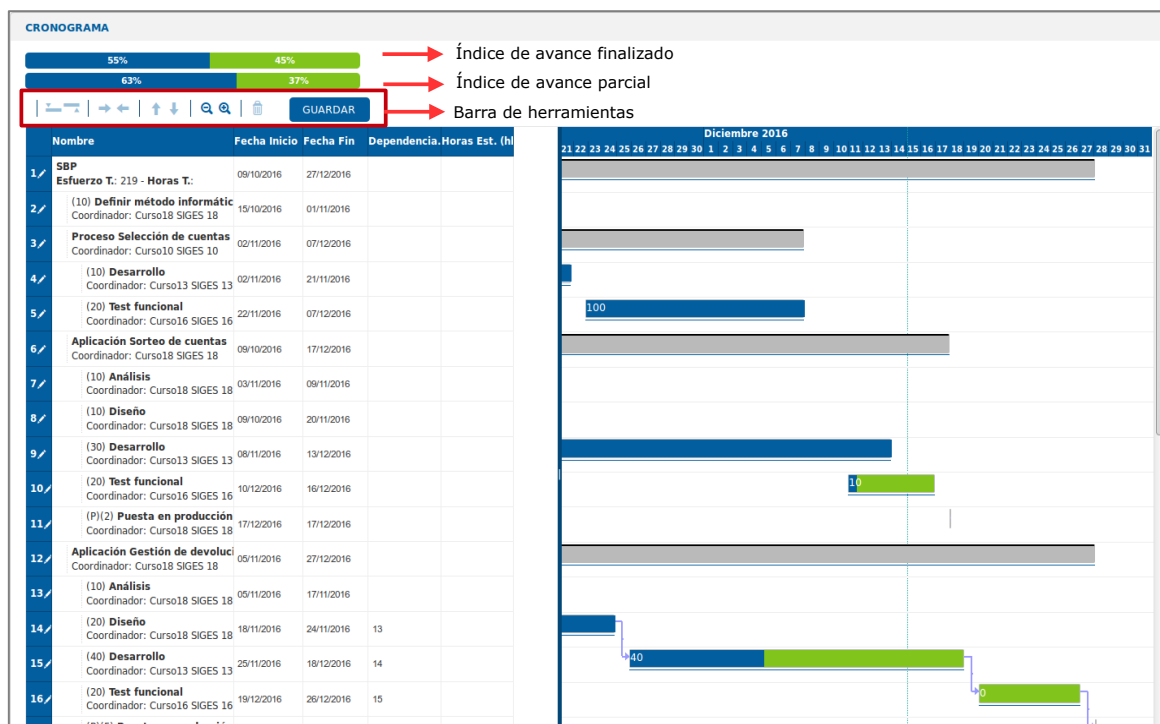 CRONOGRAMA
55% 45%
Índice de avance finalizado
63% 37%
Índice de avance parcial
GUARDAR
Barra de herramientas
Nombre Fecha Inicio Fecha Fin Dependencia. Horas Est. (hl
Diciembre 2016
21 22 23 24 25 26 27 28 29 30 1 2 3 4 5 6 7 8 9 10 11 12 13 14 15 16 17 18 19 20 21 22 23 24 25 26 27 28 29 30 31
1 SBP 09/10/2016 27/12/2016
Esfuerzo T.: 219 - Horas T.:
2 (10) Definir método informátic 15/10/2016 01/11/2016
Coordinador: Curso18 SIGES 18
3 Proceso Selección de cuentas 02/11/2016 07/12/2016
Coordinador: Curso10 SIGES 10
4 (10) Desarrollo 02/11/2016 21/11/2016
Coordinador: Curso13 SIGES 13
5 (20) Test funcional 22/11/2016 07/12/2016 100
Coordinador: Curso16 SIGES 16
6 Aplicación Sorteo de cuentas 09/10/2016 17/12/2016
Coordinador: Curso18 SIGES 18
7 (10) Análisis 03/11/2016 09/11/2016
Coordinador: Curso18 SIGES 18
8 (10) Diseño 09/10/2016 20/11/2016
Coordinador: Curso18 SIGES 18
9 (30) Desarrollo 08/11/2016 13/12/2016
Coordinador: Curso13 SIGES 13
10 (20) Test funcional 10/12/2016 16/12/2016 10
Coordinador: Curso16 SIGES 16
11 (P)(2) Puesta en producción 17/12/2016 17/12/2016
Coordinador: Curso18 SIGES 18
12 Aplicación Gestión de devoluci 05/11/2016 27/12/2016
Coordinador: Curso18 SIGES 18
13 (10) Análisis 05/11/2016 17/11/2016
Coordinador: Curso18 SIGES 18
14 (20) Diseño 18/11/2016 24/11/2016 13
Coordinador: Curso18 SIGES 18
15 (40) Desarrollo 25/11/2016 18/12/2016 14 40
Coordinador: Curso13 SIGES 13
16 (20) Test funcional 19/12/2016 26/12/2016 15 0
Coordinador: Curso16 SIGES 16